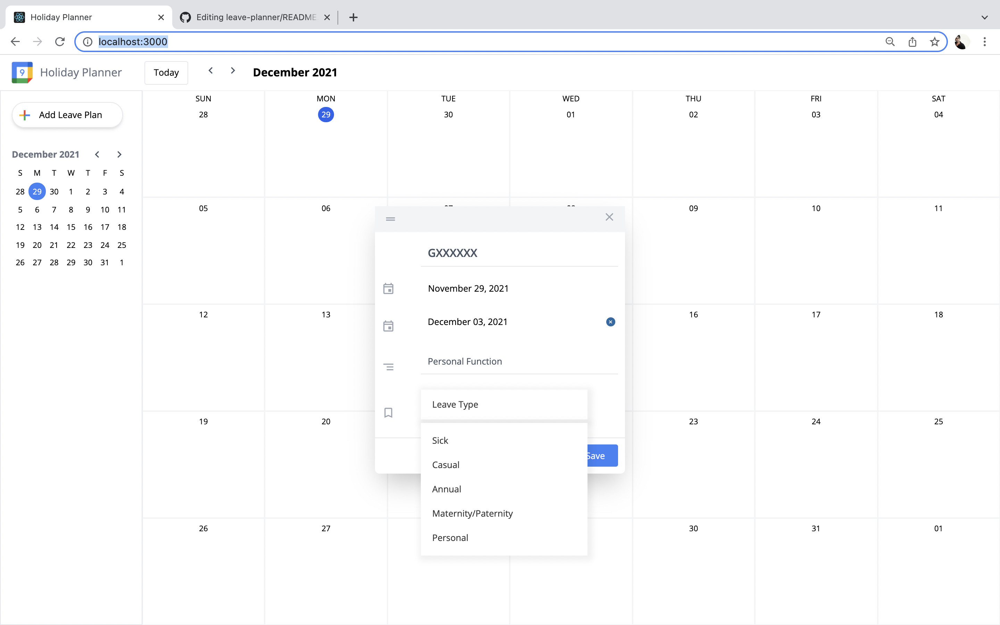 Holiday Planner
Editing leave-planner/README
localhost:3000
9 Holiday Planner Today December 2021
SUN MON TUE WED THU FRI SAT
28 29 30 01 02 03 04
Add Leave Plan
December 2021
S M T W T F S
28 29 30 1 2 3 4
5 6 7 8 9 10 11
12 13 14 15 16 17 18
19 20 21 22 23 24 25
26 27 28 29 30 31 1
05 06 09 10 11
12 13 16 17 18
19 20 23 24 25
26 27 30 31 01
GXXXXXX
November 29, 2021
December 03, 2021
Personal Function
Leave Type
Sick
Casual
Annual
Maternity/Paternity
Personal
Save